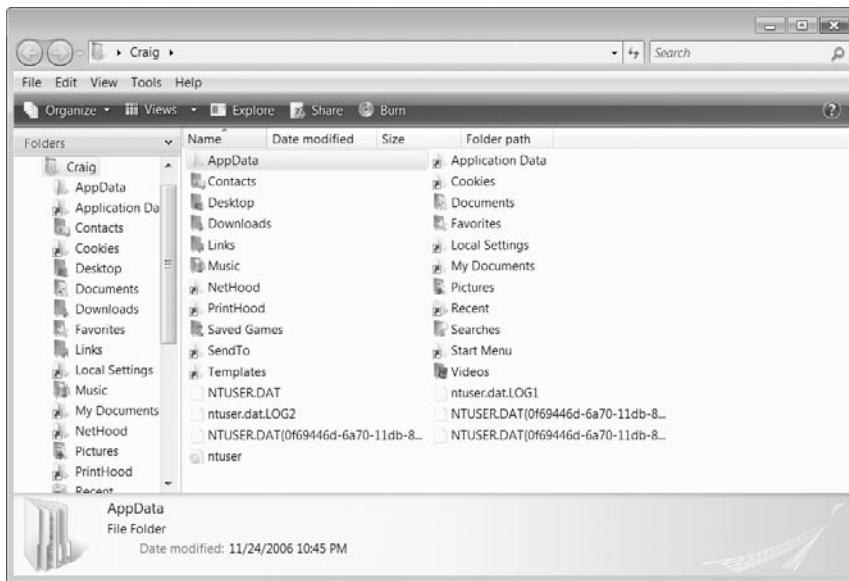 Craig
Search
File Edit View Tools Help
Organize Views Explore Share Burn
Folders
Name Date modified Size Folder path
Craig
AppData
Application Da
Contacts
Cookies
Desktop
Documents
Downloads
Favorites
Links
Local Settings
Music
My Documents
NetHood
Pictures
PrintHood
Recent
AppData Application Data
Contacts Cookies
Desktop Documents
Downloads Favorites
Links Local Settings
Music My Documents
NetHood Pictures
PrintHood Recent
Saved Games Searches
SendTo Start Menu
Templates Videos
NTUSER.DAT ntuser.dat.LOG1
ntuser.dat.LOG2 NTUSER.DAT{0f69446d-6a70-11db-8...
NTUSER.DAT{0f69446d-6a70-11db-8... NTUSER.DAT{0f69446d-6a70-11db-8...
ntuser
AppData
File Folder
Date modified: 11/24/2006 10:45 PM